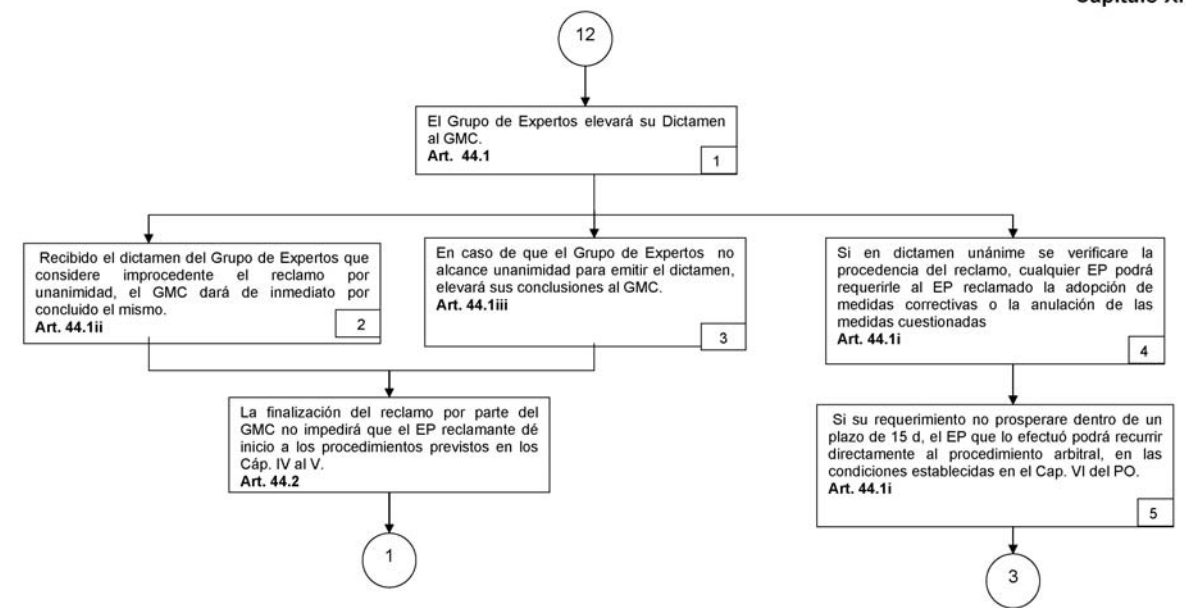 12
El Grupo de Expertos elevará su Dictamen
al GMC.
Art. 44.1
1
Recibido el dictamen del Grupo de Expertos que
considere improcedente el reclamo por
unanimidad, el GMC dará de inmediato por
concluido el mismo.
Art. 44.1ii
2
En caso de que el Grupo de Expertos no
alcance unanimidad para emitir el dictamen,
elevará sus conclusiones al GMC.
Art. 44.1iii
3
Si en dictamen unánime se verificare la
procedencia del reclamo, cualquier EP podrá
requerirle al EP reclamado la adopción de
medidas correctivas o la anulación de las
medidas cuestionadas
Art. 44.1i
4
La finalización del reclamo por parte del
GMC no impedirá que el EP reclamante dé
inicio a los procedimientos previstos en los
Cáp. IV al V.
Art. 44.2
Si su requerimiento no prosperare dentro de un
plazo de 15 d, el EP que lo efectuó podrá recurrir
directamente al procedimiento arbitral, en las
condiciones establecidas en el Cap. VI del PO.
Art. 44.1i
5
1
3